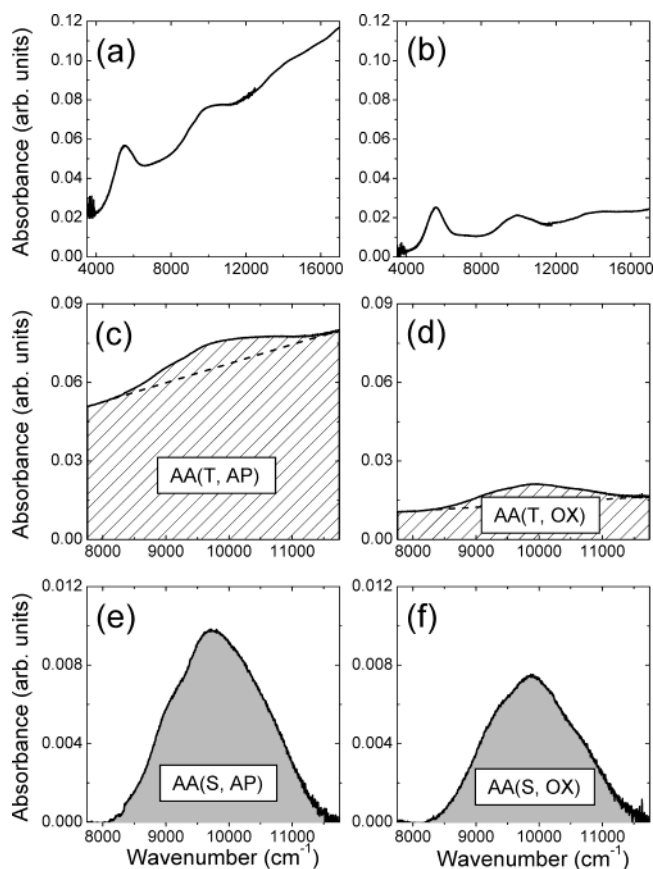 (a)
(b)
Absorbance (arb. units)
0.12
0.10
0.08
0.06
0.04
0.02
0.00
4000 8000 12000 16000
0.12
0.10
0.08
0.06
0.04
0.02
0.00
4000 8000 12000 16000
(c)
(d)
Absorbance (arb. units)
0.09
0.06
0.03
0.00
AA(T, AP)
8000 9000 10000 11000
0.09
0.06
0.03
0.00
AA(T, OX)
8000 9000 10000 11000
(e)
(f)
Absorbance (arb. units)
0.012
0.008
0.004
0.000
AA(S, AP)
8000 9000 10000 11000
Wavenumber (cm⁻¹)
0.012
0.008
0.004
0.000
AA(S, OX)
8000 9000 10000 11000
Wavenumber (cm⁻¹)